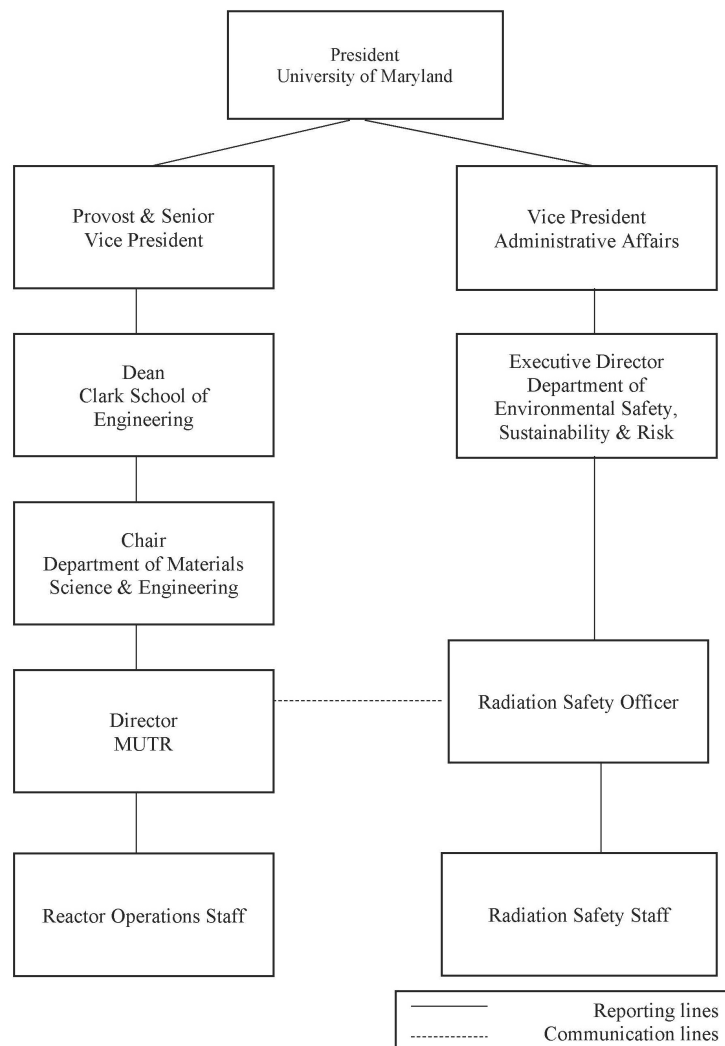 President
University of Maryland
Provost & Senior
Vice President
Vice President
Administrative Affairs
Dean
Clark School of
Engineering
Executive Director
Department of
Environmental Safety,
Sustainability & Risk
Chair
Department of Materials
Science & Engineering
Director
MUTR
Radiation Safety Officer
Reactor Operations Staff
Radiation Safety Staff
Reporting lines
Communication lines